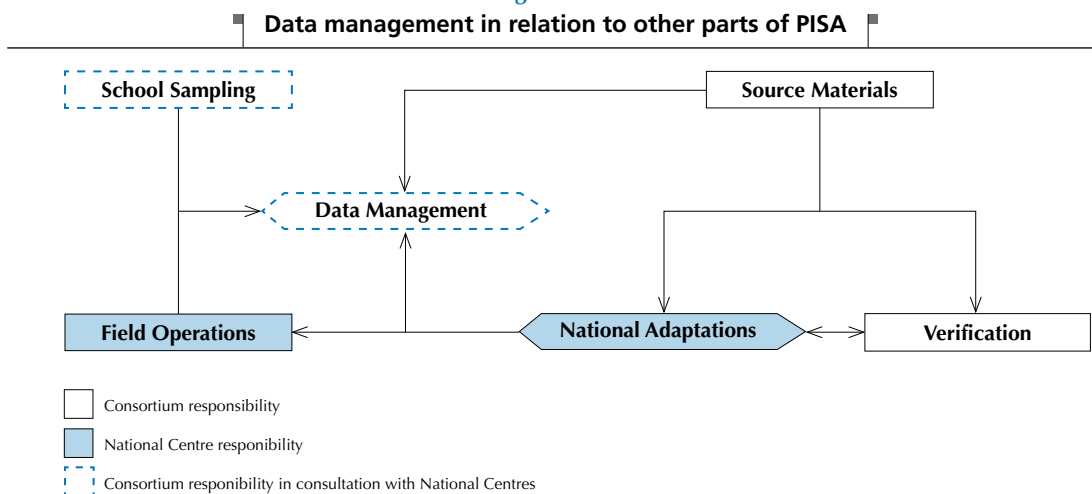 Data management in relation to other parts of PISA
School Sampling
Source Materials
Data Management
Field Operations
National Adaptations
Verification
Consortium responsibility
National Centre responibility
Consortium responibility in consultation with National Centres